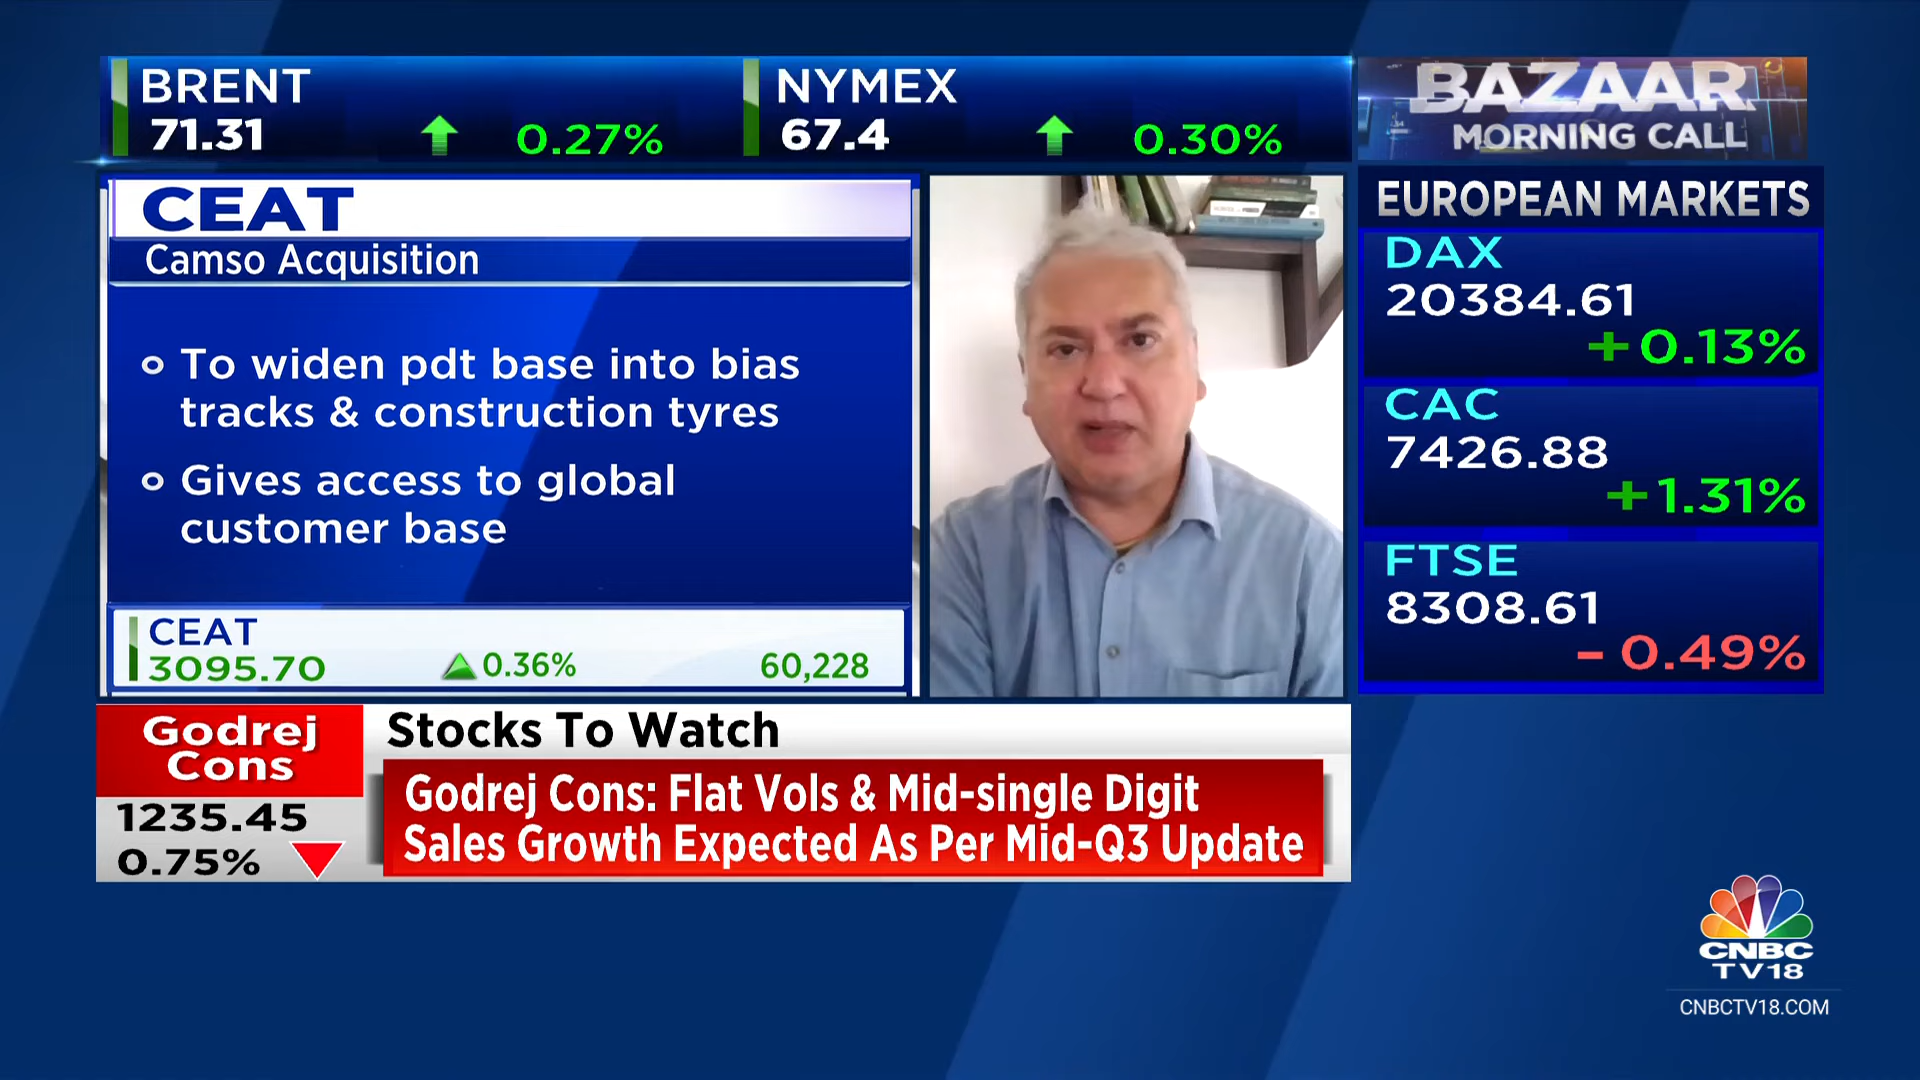 BRENT
71.31
0.27%
NYMEX
67.4
0.30%
BAZAAR
MORNING CALL
CEAT
Camso Acquisition
To widen pdt base into bias
tracks & construction tyres
Gives access to global
customer base
CEAT
3095.70 0.36% 60,228
EUROPEAN MARKETS
DAX
20384.61
+0.13%
CAC
7426.88
+1.31%
FTSE
8308.61
- 0.49%
Godrej
Cons
1235.45
0.75%
Stocks To Watch
Godrej Cons: Flat Vols & Mid-single Digit
Sales Growth Expected As Per Mid-Q3 Update
CNBC
TV18
CNBCTV18.COM